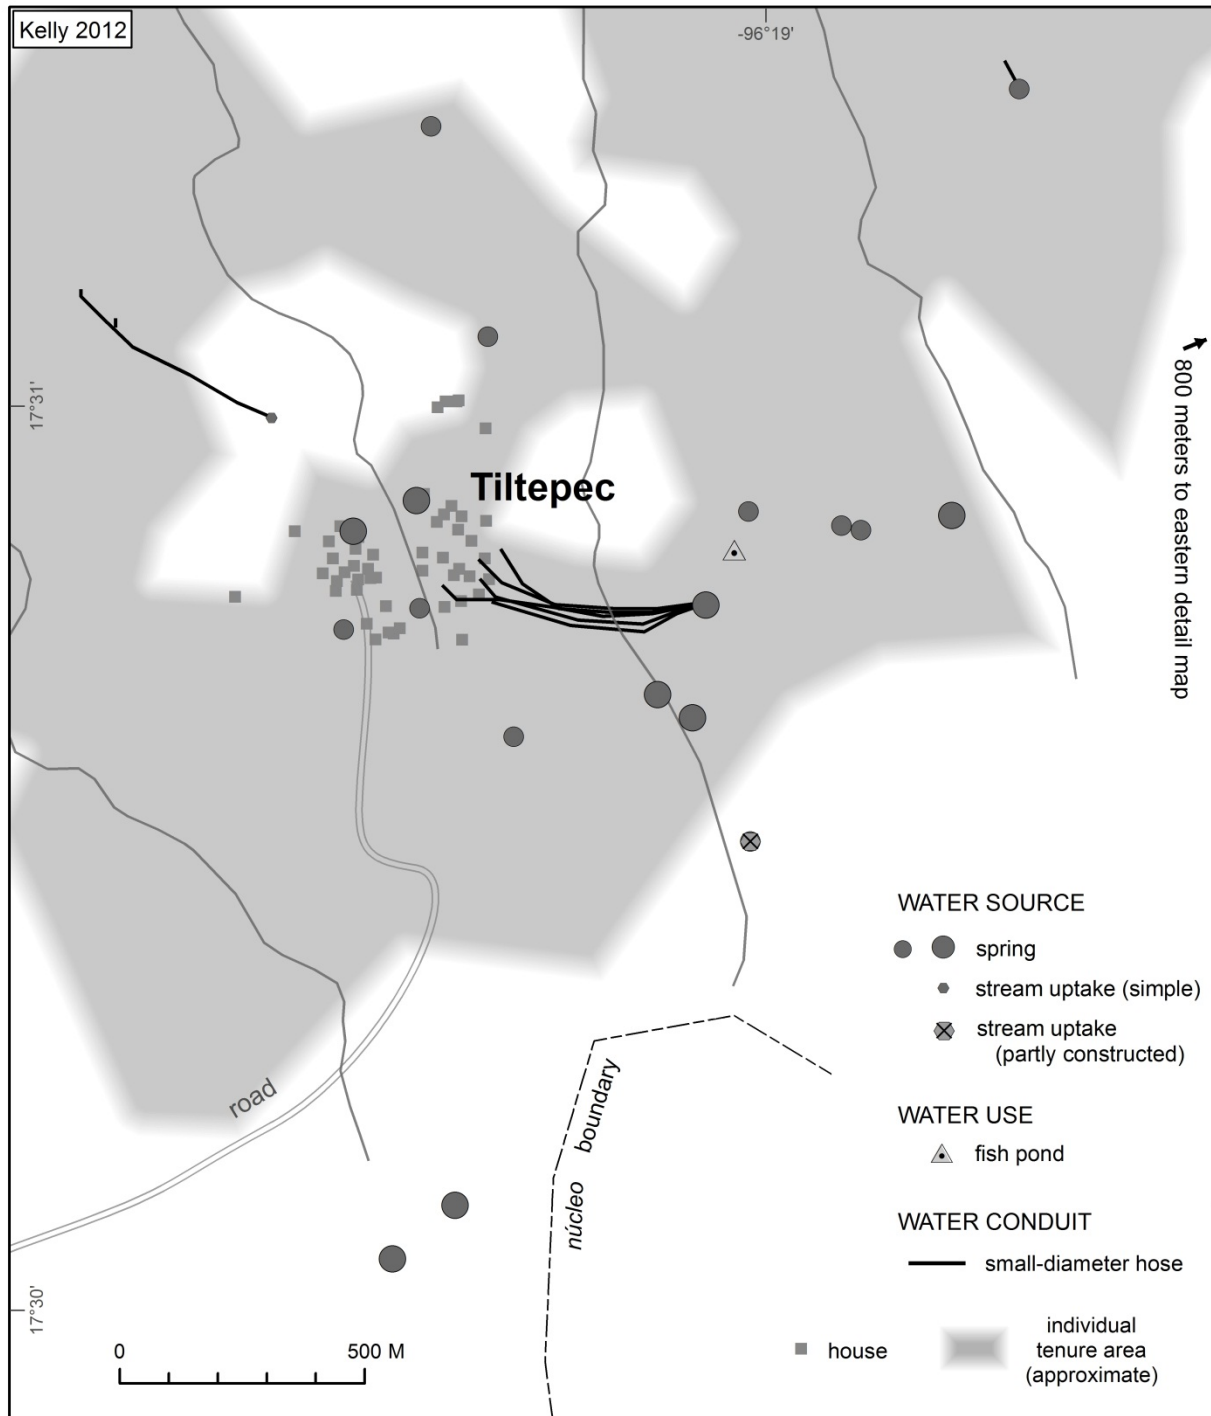 Kelly 2012
-96°19'
17°31'
Tiltepec
800 meters to eastern detail map
WATER SOURCE
spring
stream uptake (simple)
stream uptake
(partly constructed)
road
núcleo boundary
WATER USE
fish pond
WATER CONDUIT
small-diameter hose
17°30'
0 500 M
house
individual
tenure area
(approximate)